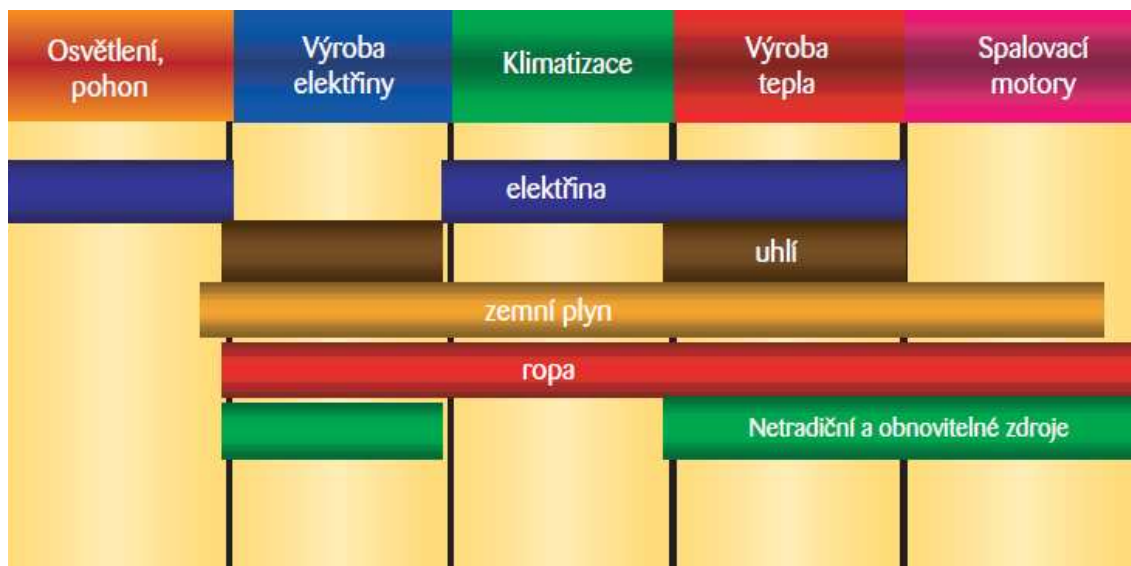 Osvětlení,
pohon
Výroba
elektřiny
Klimatizace
Výroba
tepla
Spalovací
motory
elektřina
uhlí
zemní plyn
ropa
Netradiční a obnovitelné zdroje